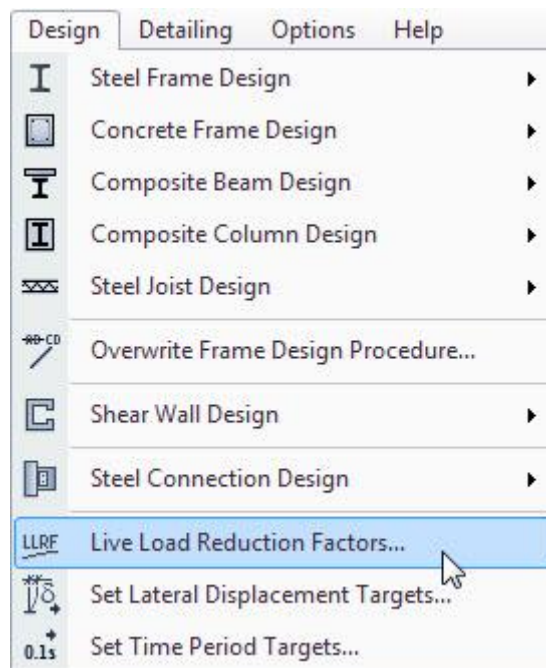 Design Detailing Options Help
Steel Frame Design
Concrete Frame Design
Composite Beam Design
Composite Column Design
Steel Joist Design
Overwrite Frame Design Procedure...
Shear Wall Design
Steel Connection Design
LLRF Live Load Reduction Factors...
Set Lateral Displacement Targets...
0.1s Set Time Period Targets...